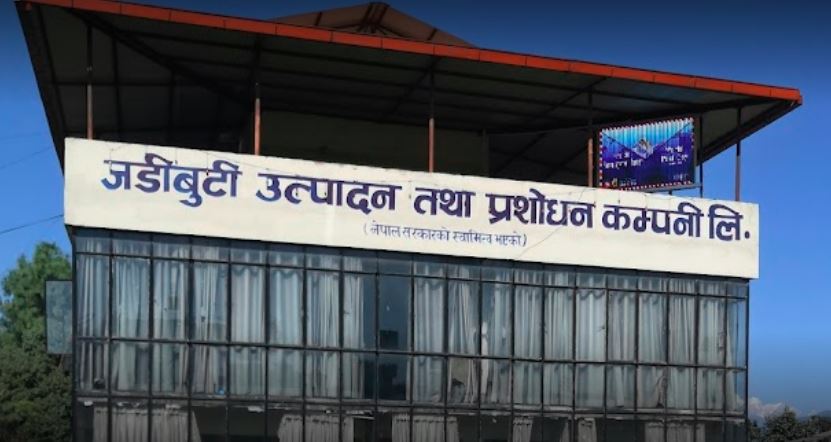 जडीबुटी उत्पादन तथा प्रशोधन कम्पनी लि.
(नेपाल सरकारको स्वामित्व भएको)